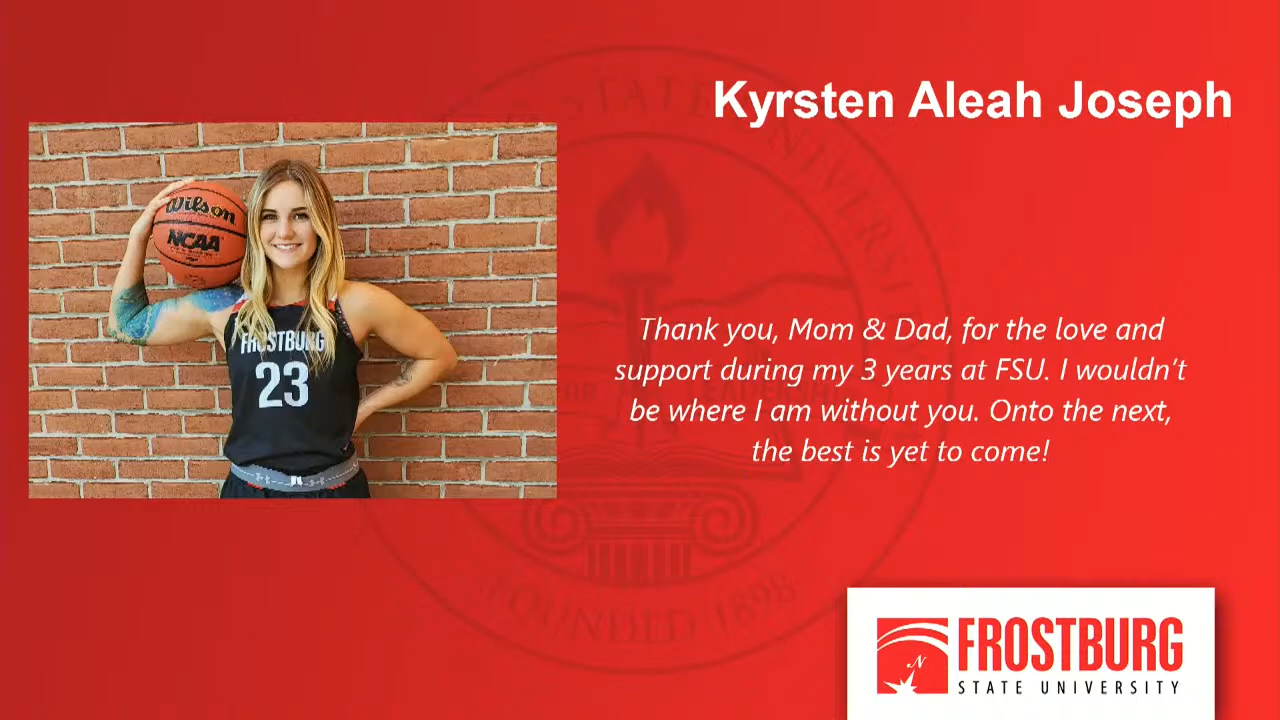 Kyrsten Aleah Joseph
Wilson
NCAA
FROSTBURG
23
Thank you, Mom & Dad, for the love and
support during my 3 years at FSU. I wouldn't
be where I am without you. Onto the next,
the best is yet to come!
FOUNDED 1898
N
FROSTBURG
STATE UNIVERSITY